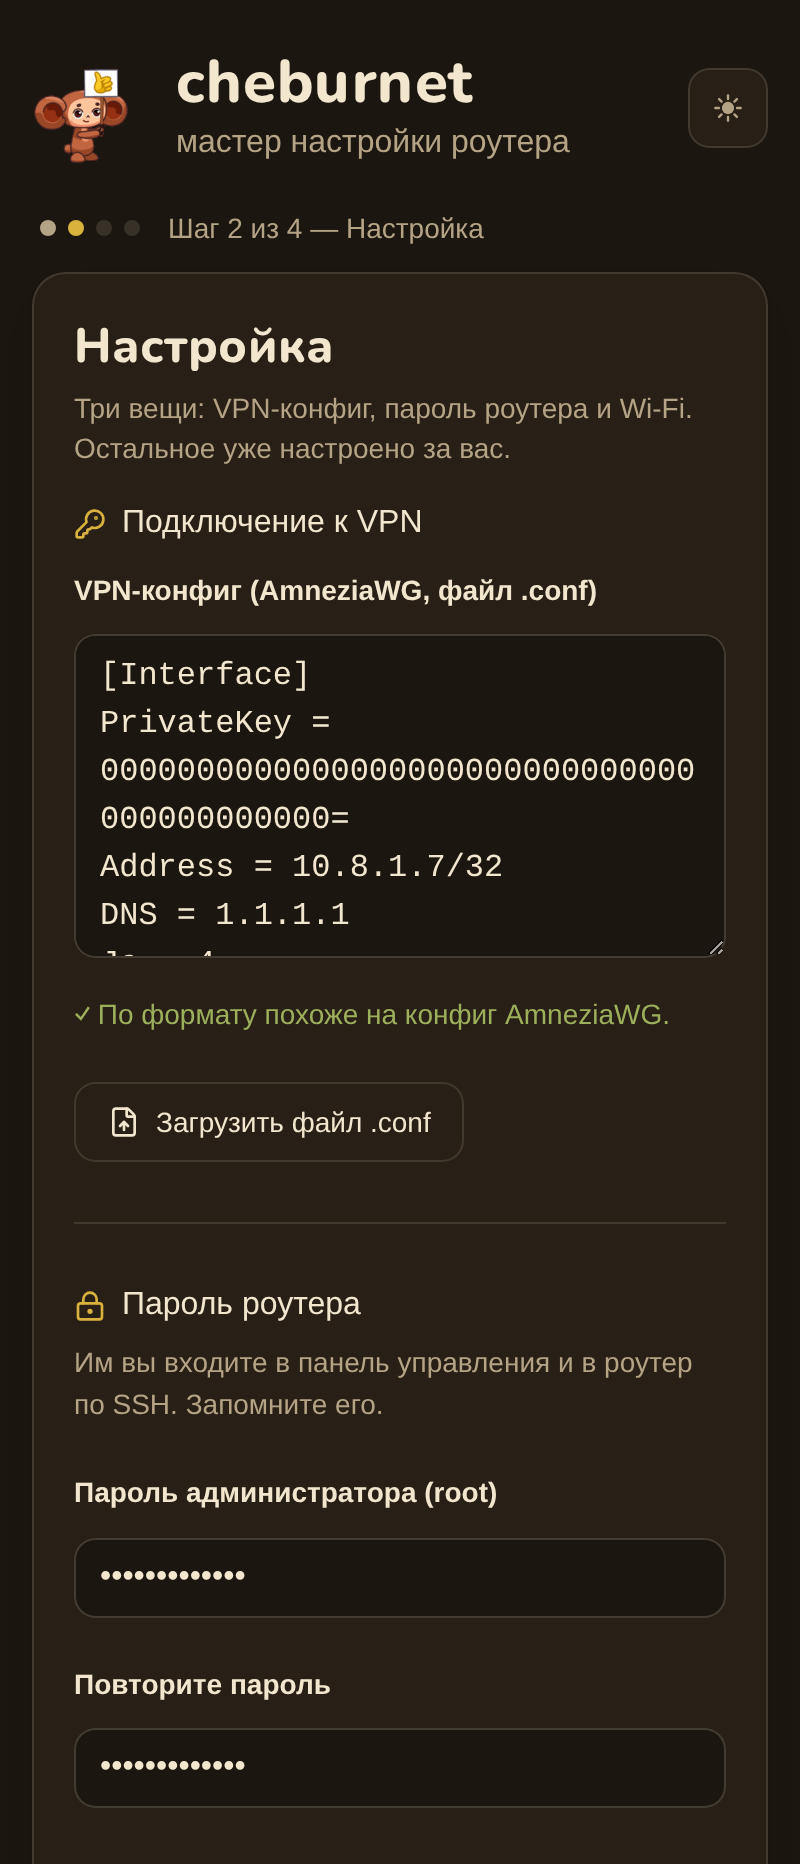 cheburnet
мастер настройки роутера
Шаг 2 из 4 — Настройка
Настройка
Три вещи: VPN-конфиг, пароль роутера и Wi-Fi.
Остальное уже настроено за вас.
Подключение к VPN
VPN-конфиг (AmneziaWG, файл .conf)
[Interface]
PrivateKey =
0000000000000000000000000000000
000000000000=
Address = 10.8.1.7/32
DNS = 1.1.1.1
✓ По формату похоже на конфиг AmneziaWG.
Загрузить файл .conf
Пароль роутера
Им вы входите в панель управления и в роутер
по SSH. Запомните его.
Пароль администратора (root)
•••••••••••••
Повторите пароль
•••••••••••••